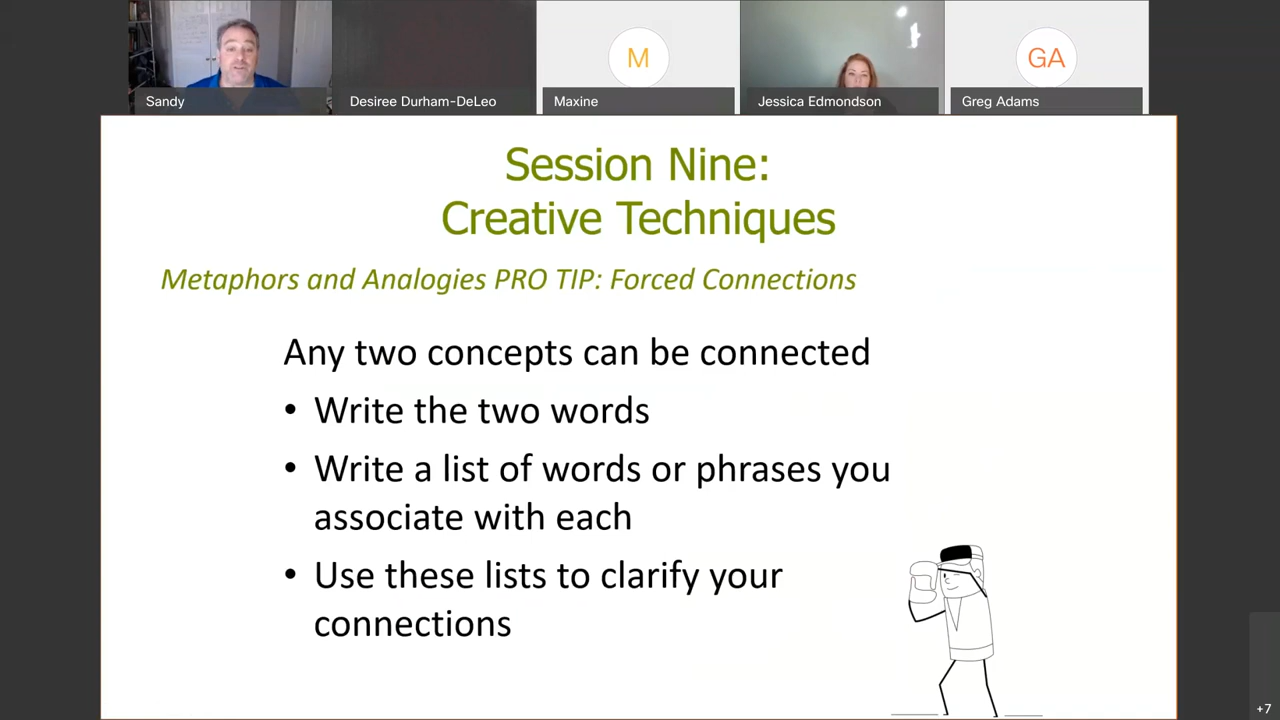 M
GA
Sandy
Desiree Durham-DeLeo
Maxine
Jessica Edmondson
Greg Adams
Session Nine:
Creative Techniques
Metaphors and Analogies PRO TIP: Forced Connections
Any two concepts can be connected
• Write the two words
• Write a list of words or phrases you
associate with each
• Use these lists to clarify your
connections
+7